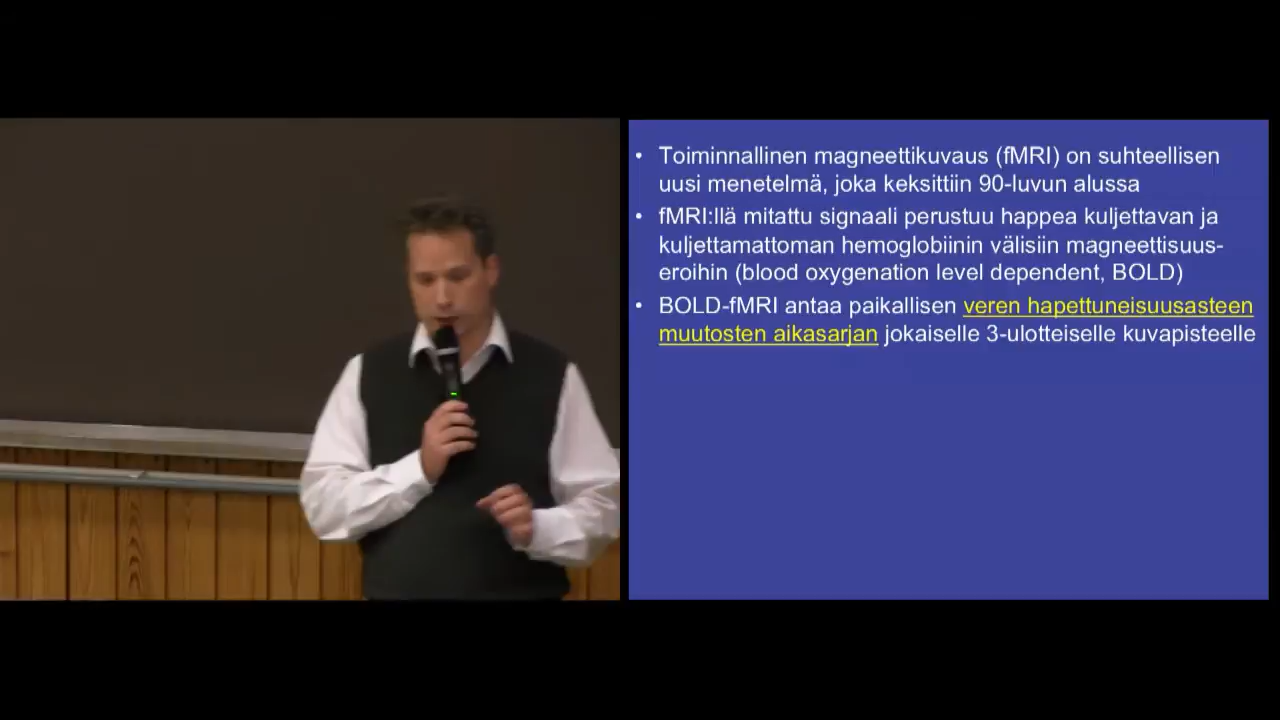 • Toiminnallinen magneettikuvaus (fMRI) on suhteellisen
uusi menetelmä, joka keksittiin 90-luvun alussa
• fMRI:llä mitattu signaali perustuu happea kuljettavan ja
kuljettamattoman hemoglobiinin välisiin magneettisuus-
eroihin (blood oxygenation level dependent, BOLD)
• BOLD-fMRI antaa paikallisen veren hapettuneisuusasteen
muutosten aikasarjan jokaiselle 3-ulotteiselle kuvapisteelle